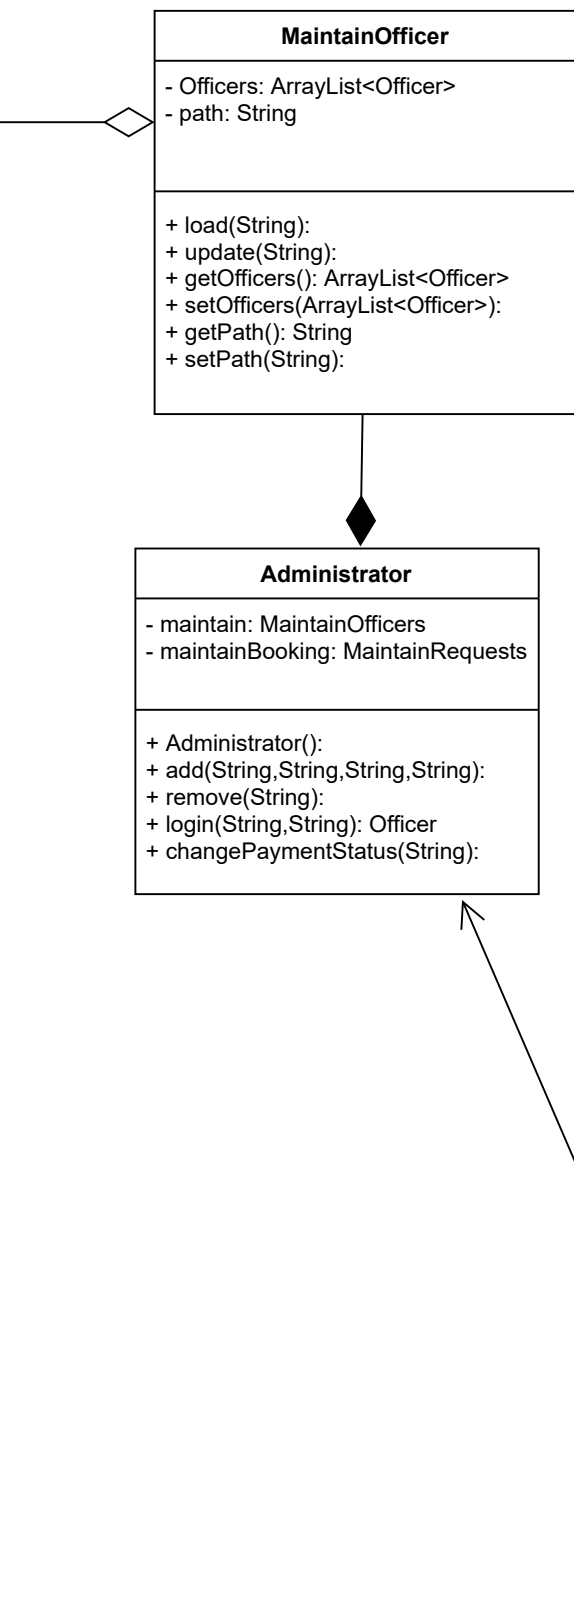 MaintainOfficer
- Officers: ArrayList<Officer>
- path: String
+ load(String):
+ update(String):
+ getOfficers(): ArrayList<Officer>
+ setOfficers(ArrayList<Officer>):
+ getPath(): String
+ setPath(String):
Administrator
- maintain: MaintainOfficers
- maintainBooking: MaintainRequests
+ Administrator():
+ add(String,String,String,String):
+ remove(String):
+ login(String,String): Officer
+ changePaymentStatus(String):